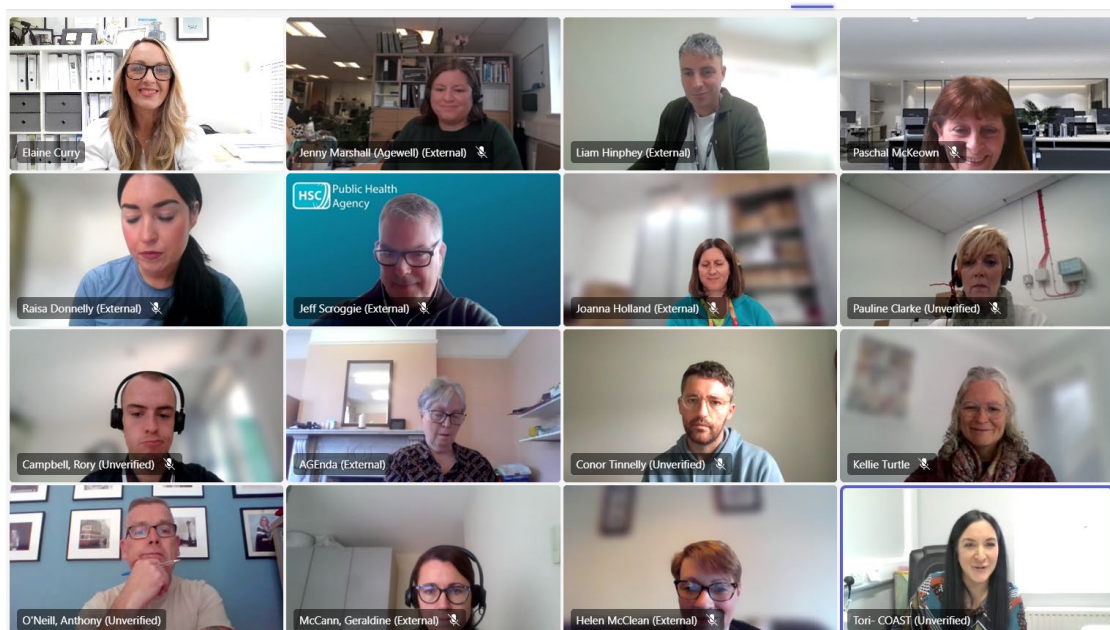 Elaine Curry
Jenny Marshall (Agewell) (External)
Liam Hinphey (External)
Paschal McKeown
HSC Public Health
Agency
Raisa Donnelly (External)
Jeff Scroggie (External)
Joanna Holland (External)
Pauline Clarke (Unverified)
Campbell, Rory (Unverified)
AGEnda (External)
Conor Tinnelly (Unverified)
Kellie Turtle
O'Neill, Anthony (Unverified)
McCann, Geraldine (External)
Helen McClean (External)
Tori- COAST (Unverified)